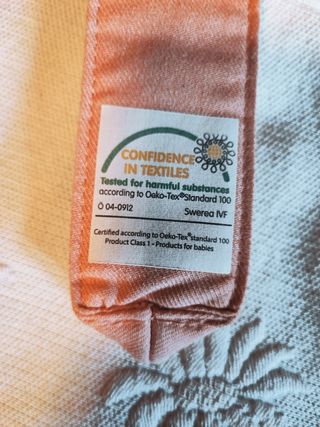 CONFIDENCE
IN TEXTILES
Tested for harmful substances
according to Oeko-Tex® Standard 100
Ö 04-0912 Swerea IVF
Certified according to Oeko-Tex® standard 100
Product Class 1 - Products for babies